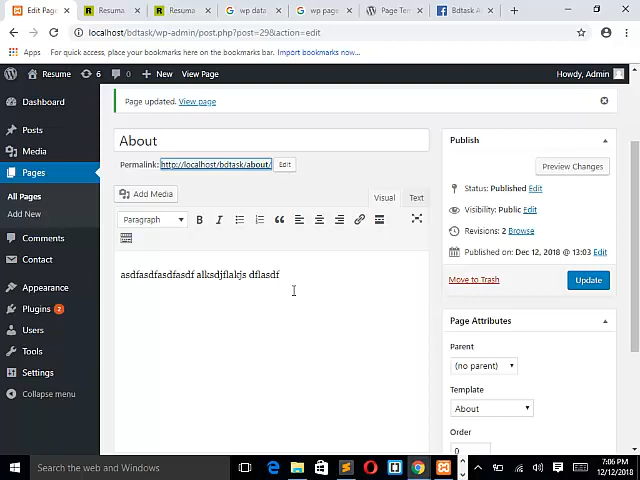 Edit Page
Resuma
Resuma
wp data
wp page
Page Tem
Bdtask A
localhost/bdtask/wp-admin/post.php?post=29&action=edit
Apps For quick access, place your bookmarks here on the bookmarks bar. Import bookmarks now...
Resume 6 0 + New View Page Howdy, Admin
Dashboard
Posts
Media
Pages
All Pages
Add New
Comments
Contact
Appearance
Plugins 2
Users
Tools
Settings
Collapse menu
Page updated. View page
About
Permalink: http://localhost/bdtask/about/ Edit
Add Media
Visual Text
Paragraph B I
asdfasdfasdfasdf alksdjflakjs dflasdf
Publish
Preview Changes
Status: Published Edit
Visibility: Public Edit
Revisions: 2 Browse
Published on: Dec 12, 2018 @ 13:03 Edit
Move to Trash Update
Page Attributes
Parent
(no parent)
Template
About
Order
0
Search the web and Windows
7:06 PM
12/12/2018